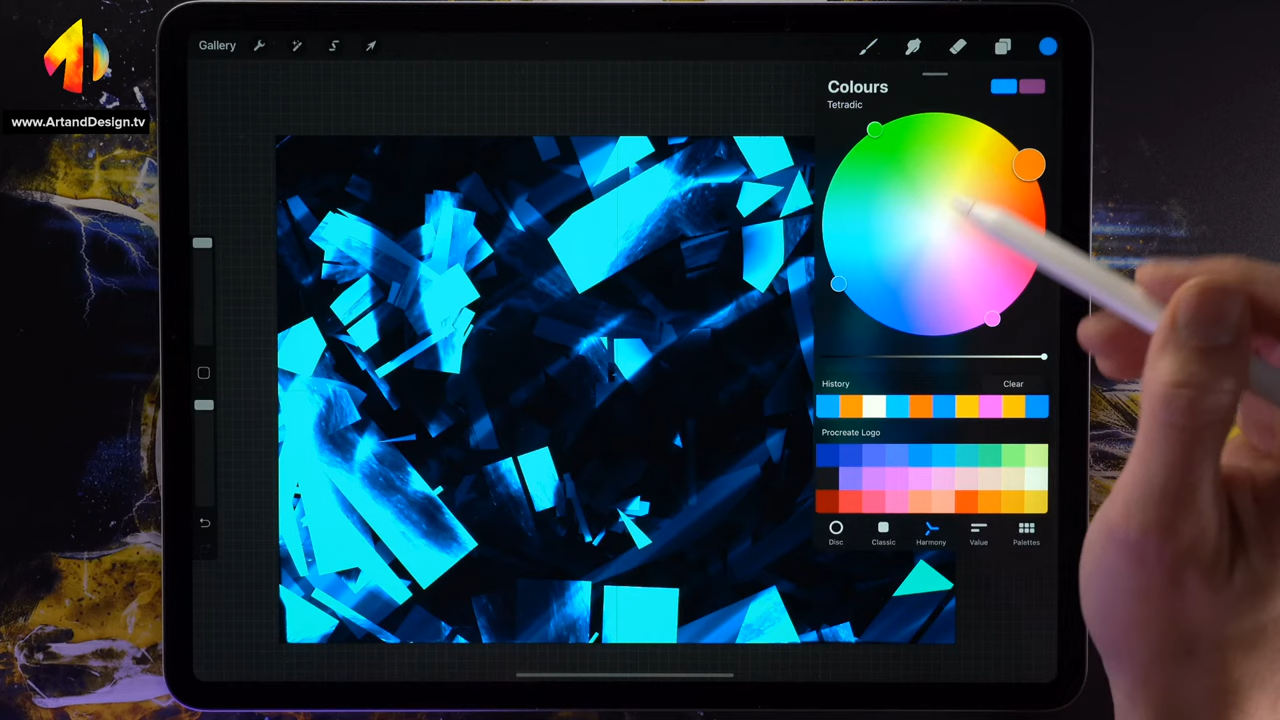 www.ArtandDesign.tv
Gallery
Colours
Tetradic
History
Clear
Procreate Logo
Disc
Classic
Harmony
Value
Palettes